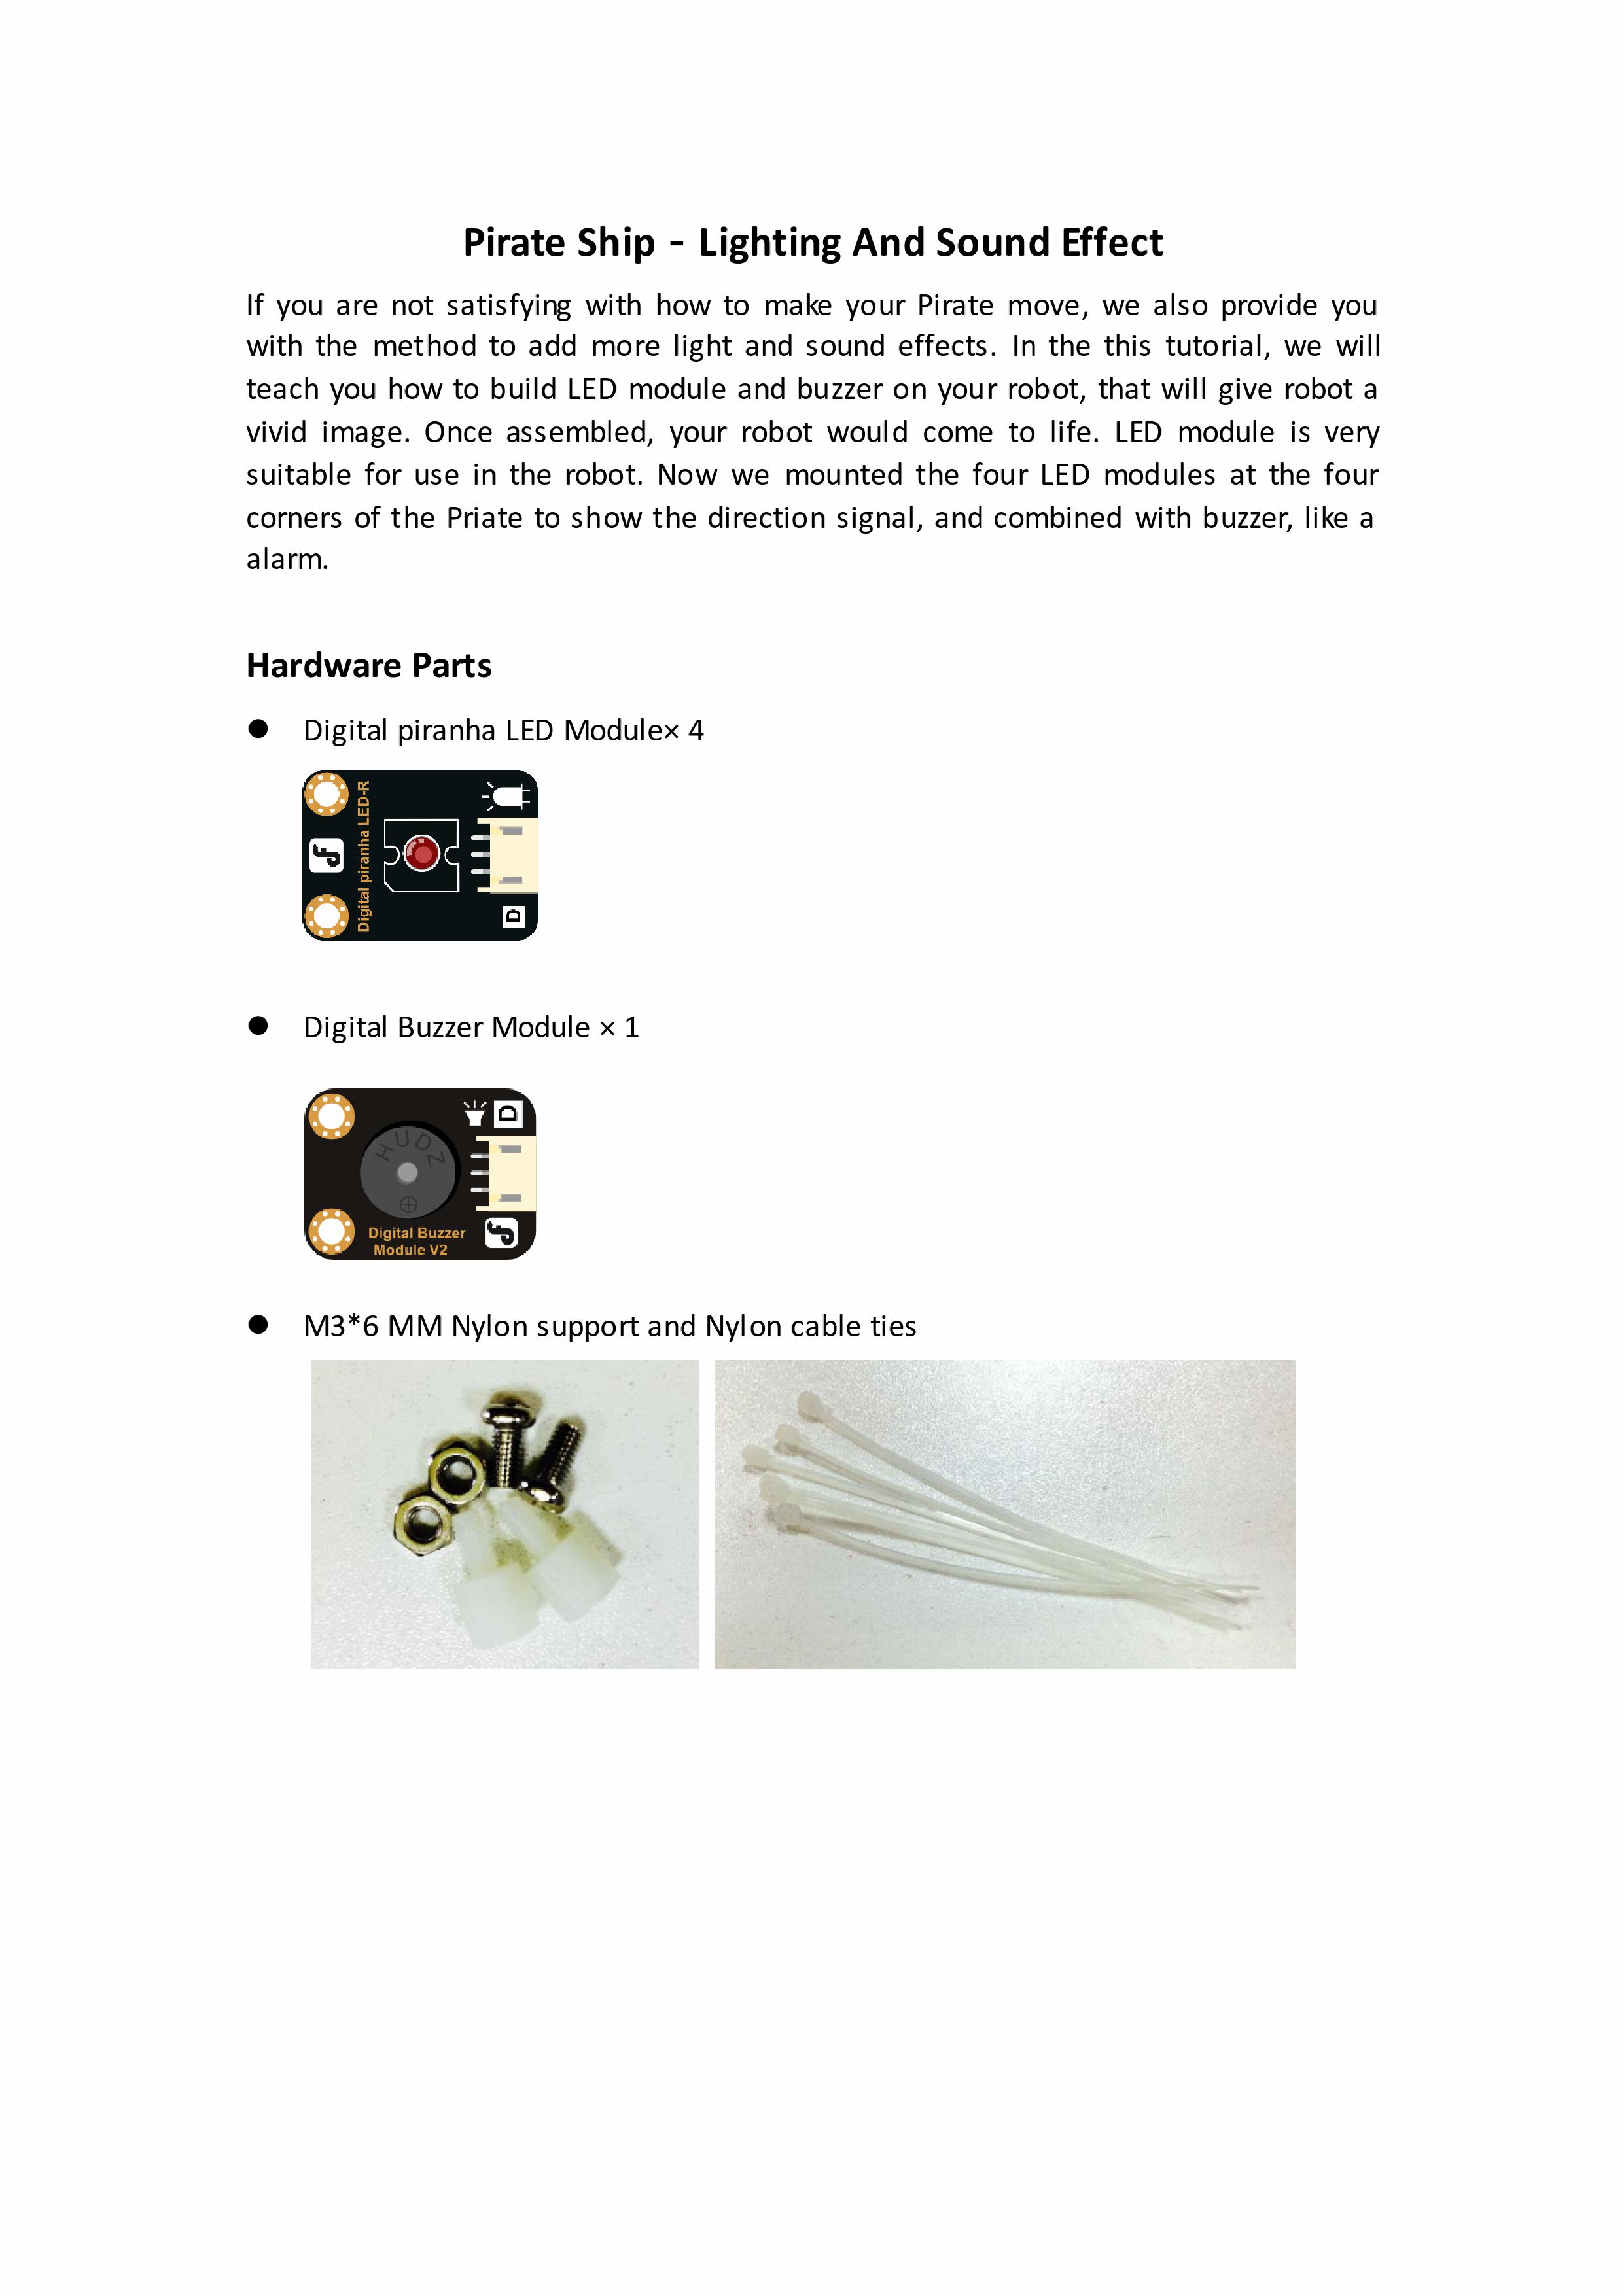 Pirate Ship - Lighting And Sound Effect
If you are not satisfying with how to make your Pirate move, we also provide you
with the method to add more light and sound effects. In the this tutorial, we will
teach you how to build LED module and buzzer on your robot, that will give robot a
vivid image. Once assembled, your robot would come to life. LED module is very
suitable for use in the robot. Now we mounted the four LED modules at the four
corners of the Priate to show the direction signal, and combined with buzzer, like a
alarm.
Hardware Parts
● Digital piranha LED Module× 4
Digital piranha LED-R
D
● Digital Buzzer Module × 1
D
HUDZ
Digital Buzzer
Module V2
● M3*6 MM Nylon support and Nylon cable ties